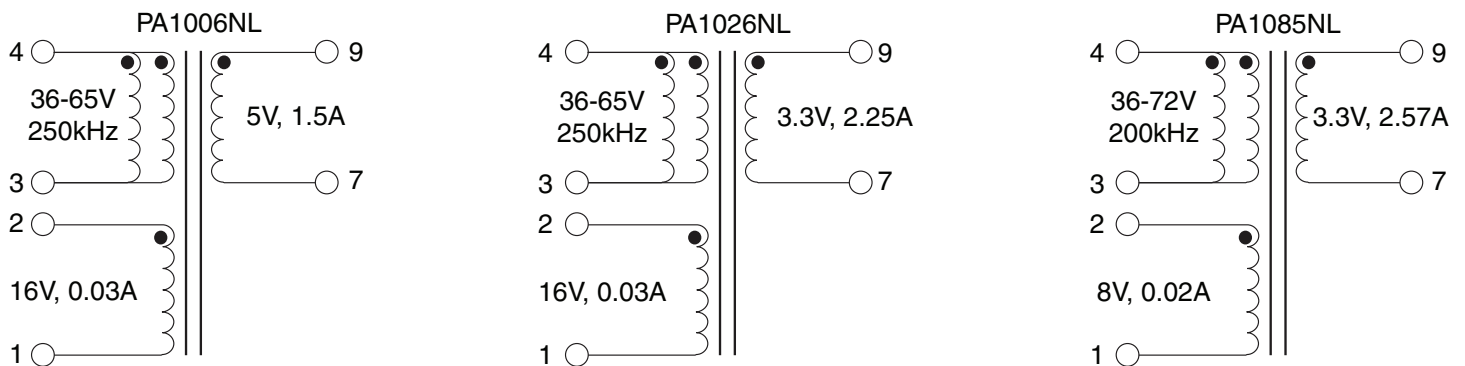 PA1006NL
4
9
36-65V
250kHz
5V, 1.5A
3
7
2
16V, 0.03A
1
PA1026NL
4
9
36-65V
250kHz
3.3V, 2.25A
3
7
2
16V, 0.03A
1
PA1085NL
4
9
36-72V
200kHz
3.3V, 2.57A
3
7
2
8V, 0.02A
1